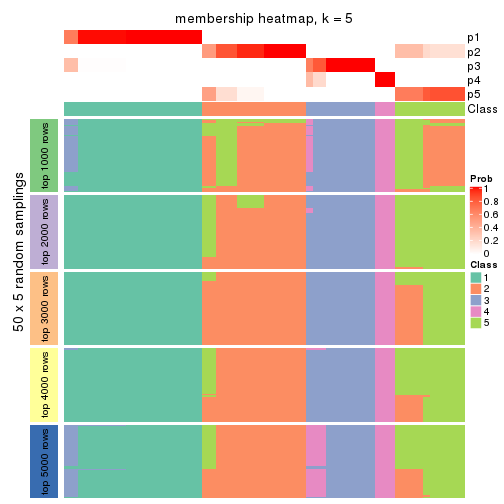 membership heatmap, k = 5
p1
p2
p3
p4
p5
Class
50 x 5 random samplings
top 1000 rows
top 2000 rows
top 3000 rows
top 4000 rows
top 5000 rows
Prob
1
0.8
0.6
0.4
0.2
0
Class
1
2
3
4
5